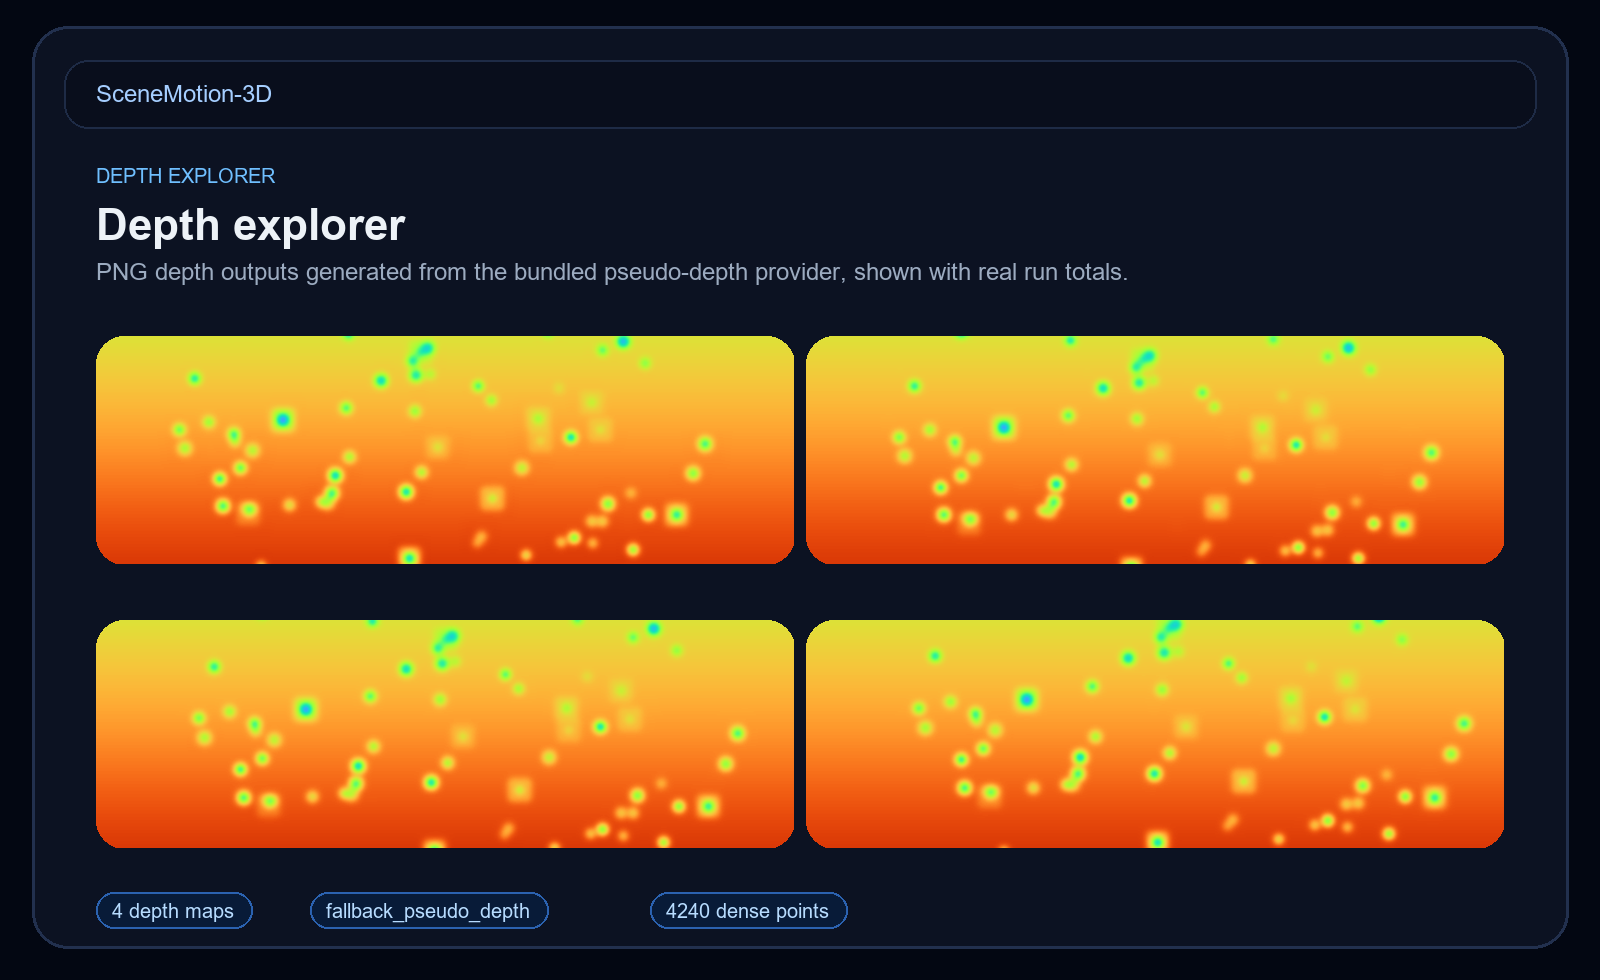 SceneMotion-3D
DEPTH EXPLORER
Depth explorer
PNG depth outputs generated from the bundled pseudo-depth provider, shown with real run totals.
4 depth maps
fallback_pseudo_depth
4240 dense points